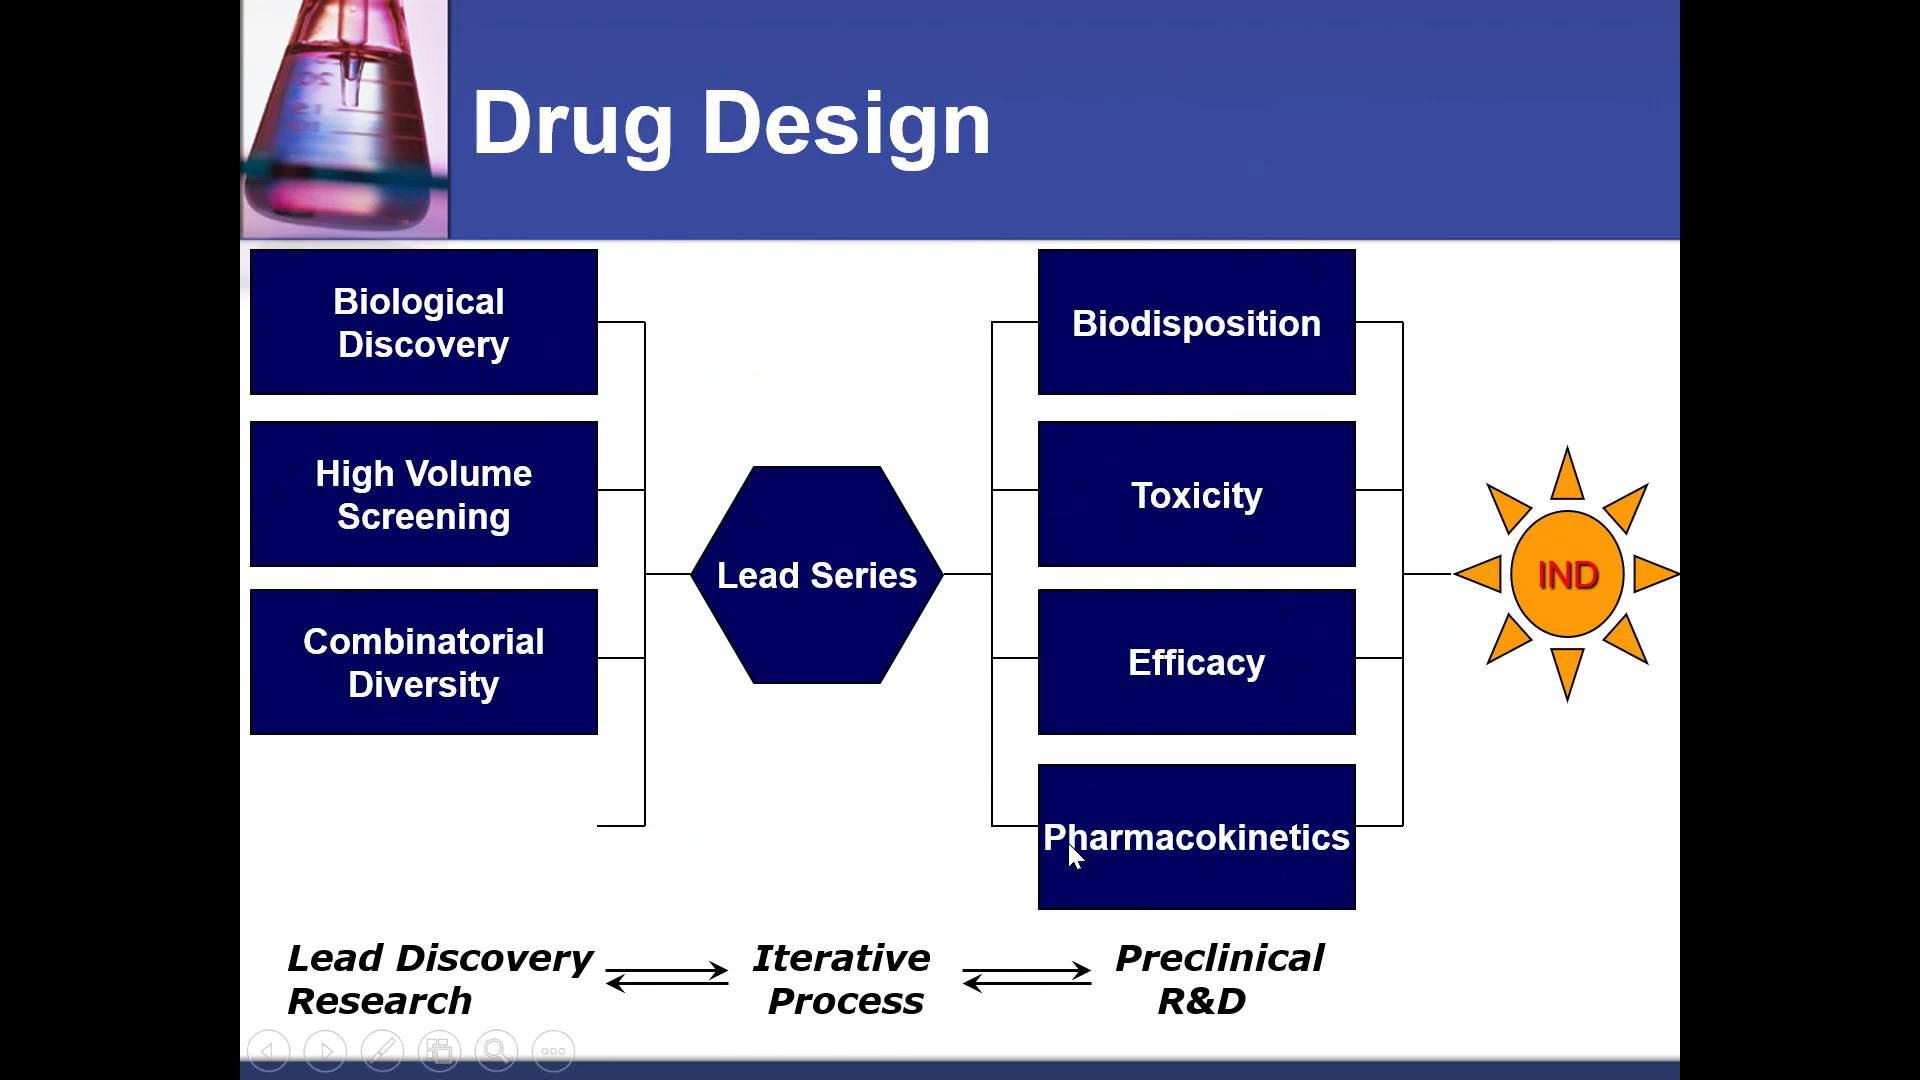 Drug Design
Biological
Discovery
High Volume
Screening
Combinatorial
Diversity
Lead Series
Biodisposition
Toxicity
Efficacy
Pharmacokinetics
IND
Lead Discovery
Research
Iterative
Process
Preclinical
R&D